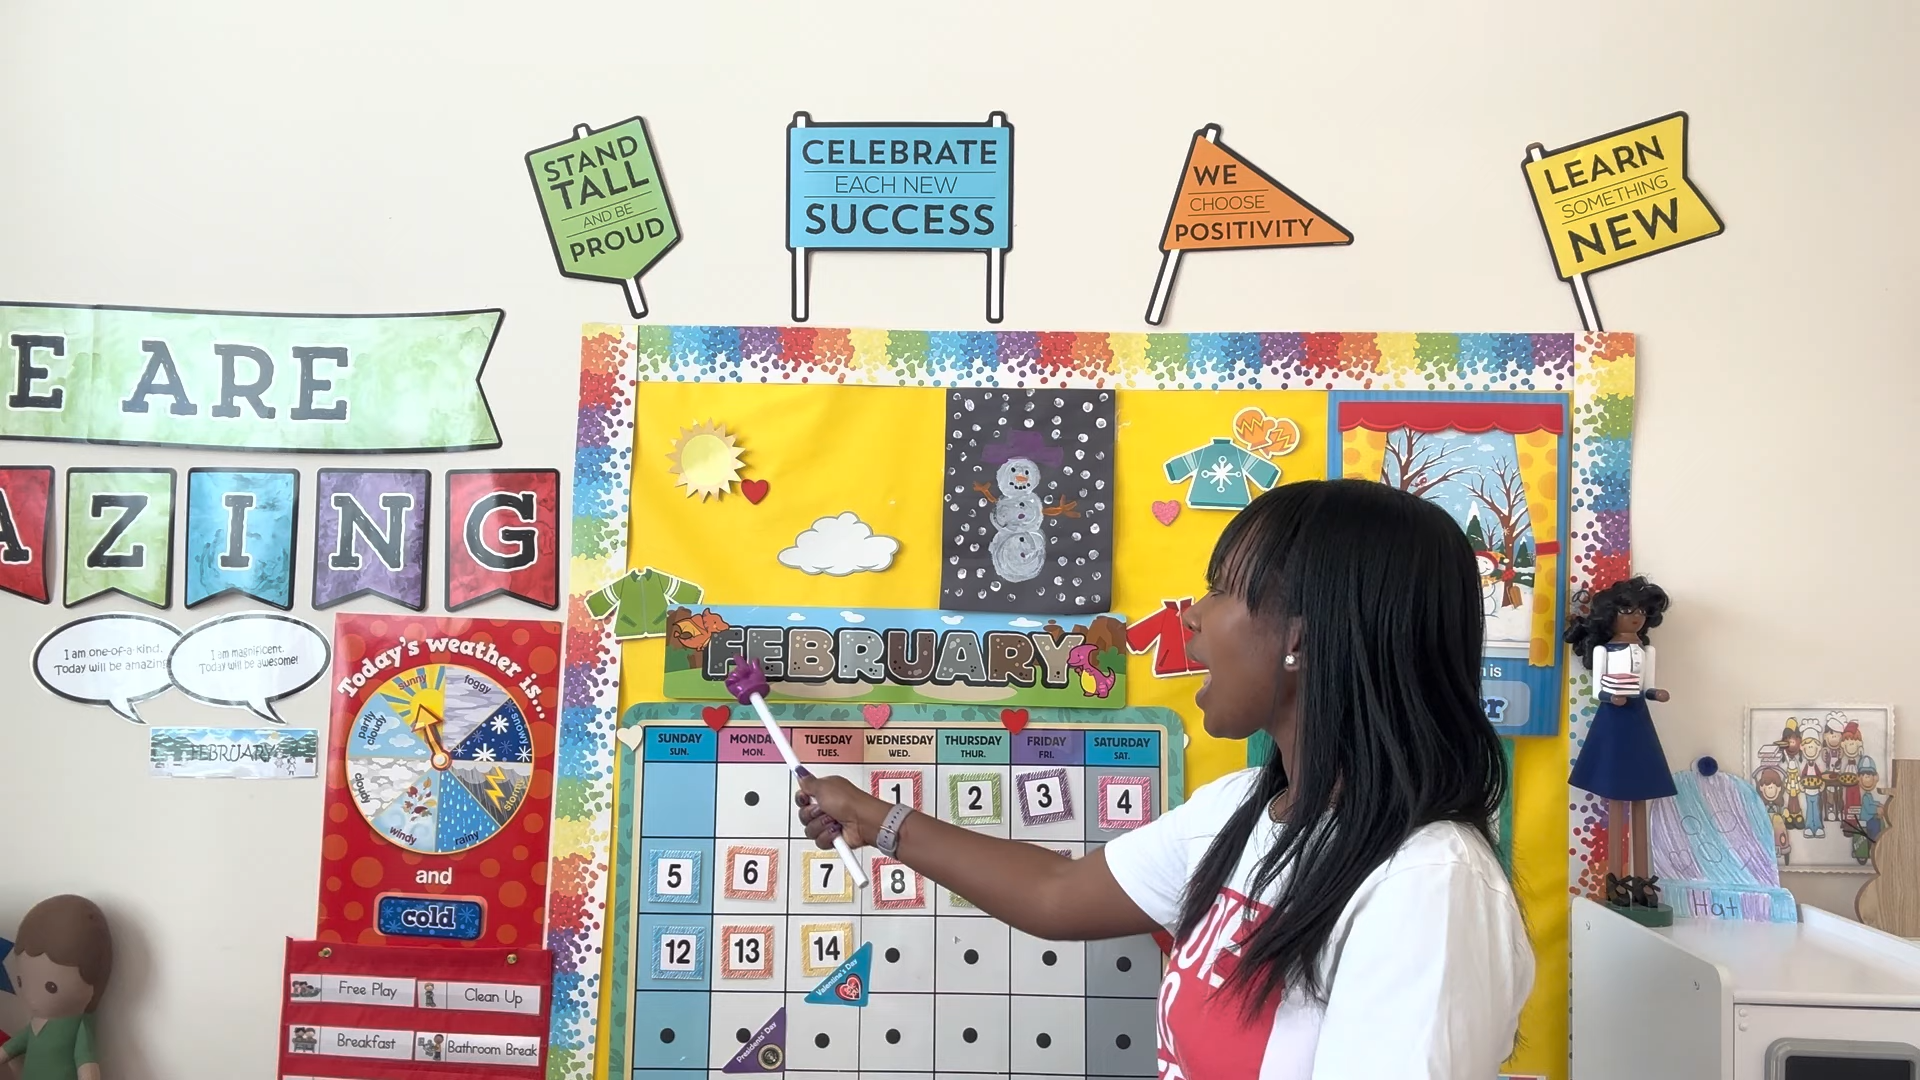 STAND
TALL
AND BE
PROUD
CELEBRATE
EACH NEW
SUCCESS
WE
CHOOSE
POSITIVITY
LEARN
SOMETHING
NEW
E ARE
AZING
I am one-of-a-kind.
Today will be amazing
I am magnificent.
Today will be awesome!
FEBRUARY
Today's weather is...
sunny
foggy
snowy
stormy
rainy
windy
cloudy
partly cloudy
and
cold
Free Play
Clean Up
Breakfast
Bathroom Break
FEBRUARY
SUNDAY MONDA TUESDAY WEDNESDAY THURSDAY FRIDAY SATURDAY
SUN. MON. TUES. WED. THUR. FRI. SAT.
1 2 3 4
5 6 7 8
12 13 14
Valentine's Day
Presidents' Day
is
er
Hat